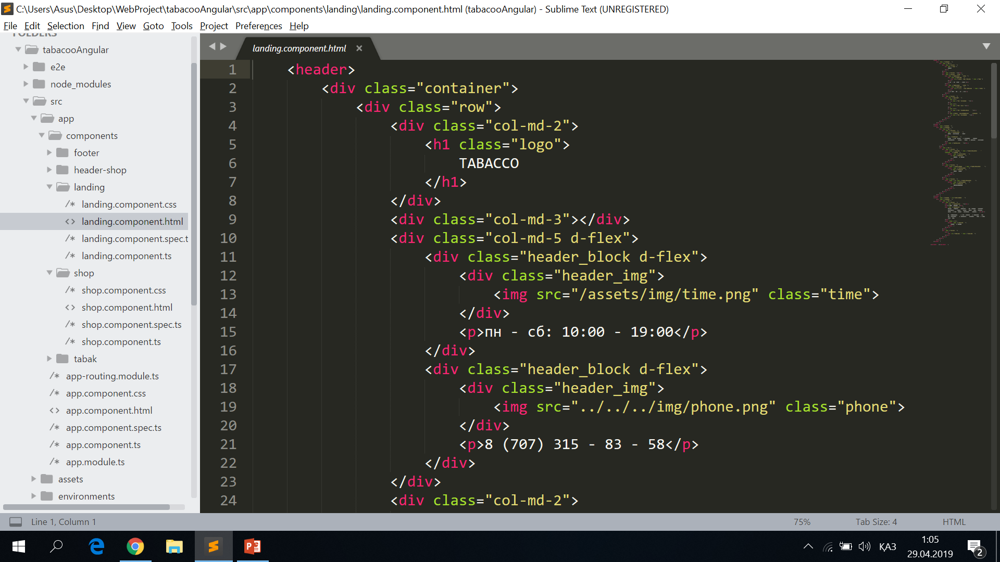 C:\Users\Asus\Desktop\WebProject\tabacooAngular\src\app\components\landing\landing.component.html (tabacooAngular) - Sublime Text (UNREGISTERED)
File Edit Selection Find View Goto Tools Project Preferences Help
FOLDERS
tabacooAngular
e2e
node_modules
src
app
components
footer
header-shop
landing
/* landing.component.css
<> landing.component.html
/* landing.component.spec.t
/* landing.component.ts
shop
/* shop.component.css
<> shop.component.html
/* shop.component.spec.ts
/* shop.component.ts
tabak
/* app-routing.module.ts
/* app.component.css
<> app.component.html
/* app.component.spec.ts
/* app.component.ts
/* app.module.ts
assets
environments
landing.component.html ×
1 <header>
2 <div class="container">
3 <div class="row">
4 <div class="col-md-2">
5 <h1 class="logo">
6 TABACCO
7 </h1>
8 </div>
9 <div class="col-md-3"></div>
10 <div class="col-md-5 d-flex">
11 <div class="header_block d-flex">
12 <div class="header_img">
13 <img src="/assets/img/time.png" class="time">
14 </div>
15 <p>пн - сб: 10:00 - 19:00</p>
16 </div>
17 <div class="header_block d-flex">
18 <div class="header_img">
19 <img src="../../../img/phone.png" class="phone">
20 </div>
21 <p>8 (707) 315 - 83 - 58</p>
22 </div>
23 </div>
24 <div class="col-md-2">
Line 1, Column 1 75% Tab Size: 4 HTML
ҚАЗ
1:05
29.04.2019
2